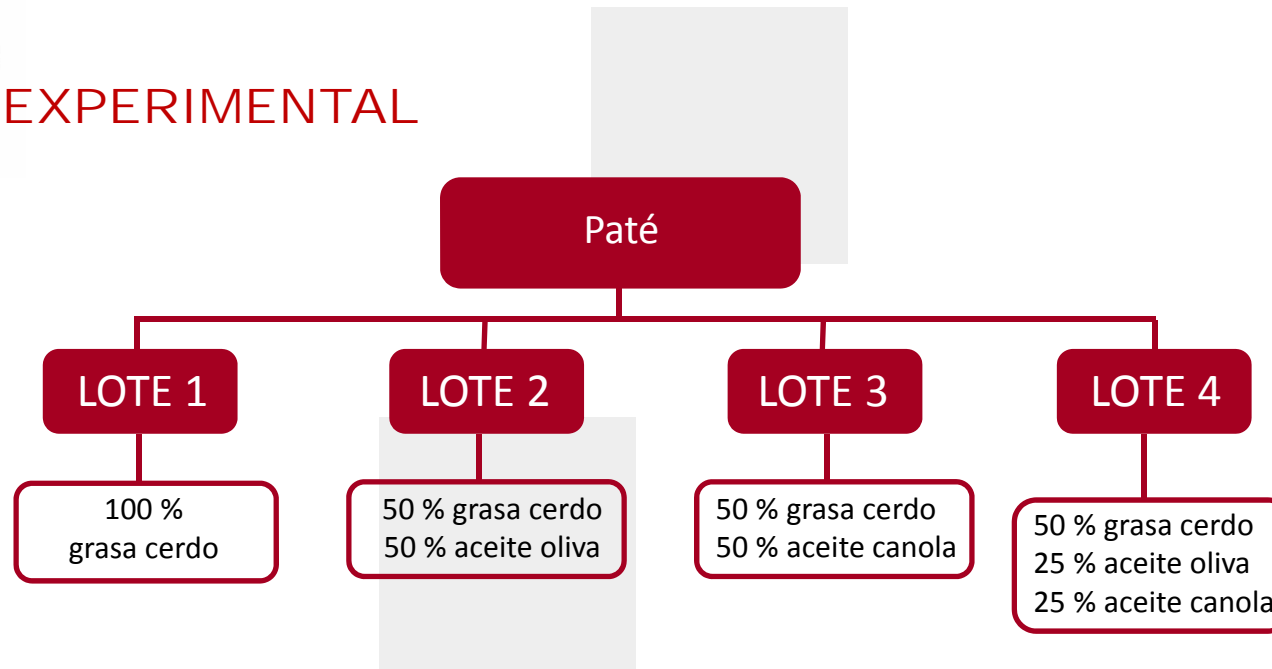 EXPERIMENTAL
Paté
LOTE 1
LOTE 2
LOTE 3
LOTE 4
100 %
grasa cerdo
50 % grasa cerdo
50 % aceite oliva
50 % grasa cerdo
50 % aceite canola
50 % grasa cerdo
25 % aceite oliva
25 % aceite canola